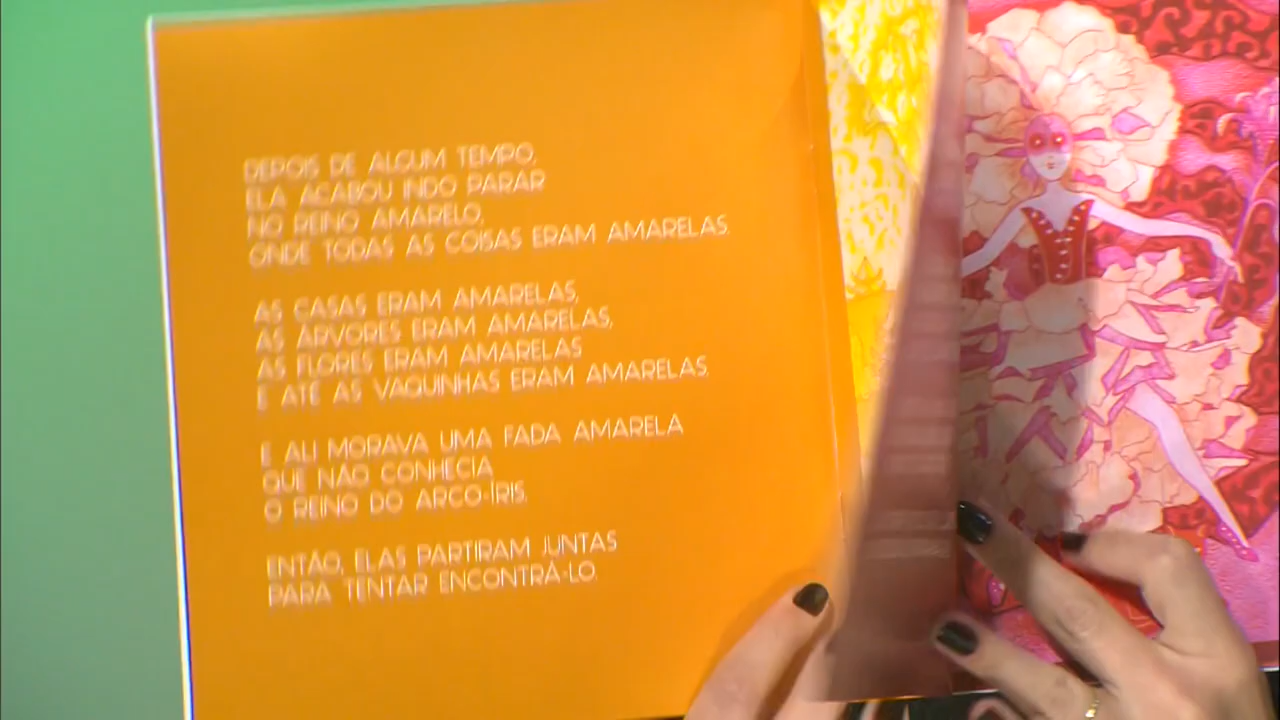 DEPOIS DE ALGUM TEMPO,
ELA ACABOU INDO PARAR
NO REINO AMARELO,
ONDE TODAS AS COISAS ERAM AMARELAS.
AS CASAS ERAM AMARELAS,
AS ÁRVORES ERAM AMARELAS,
AS FLORES ERAM AMARELAS
E ATÉ AS VAQUINHAS ERAM AMARELAS.
E ALI MORAVA UMA FADA AMARELA
QUE NÃO CONHECIA
O REINO DO ARCO-ÍRIS.
ENTÃO, ELAS PARTIRAM JUNTAS
PARA TENTAR ENCONTRÁ-LO.